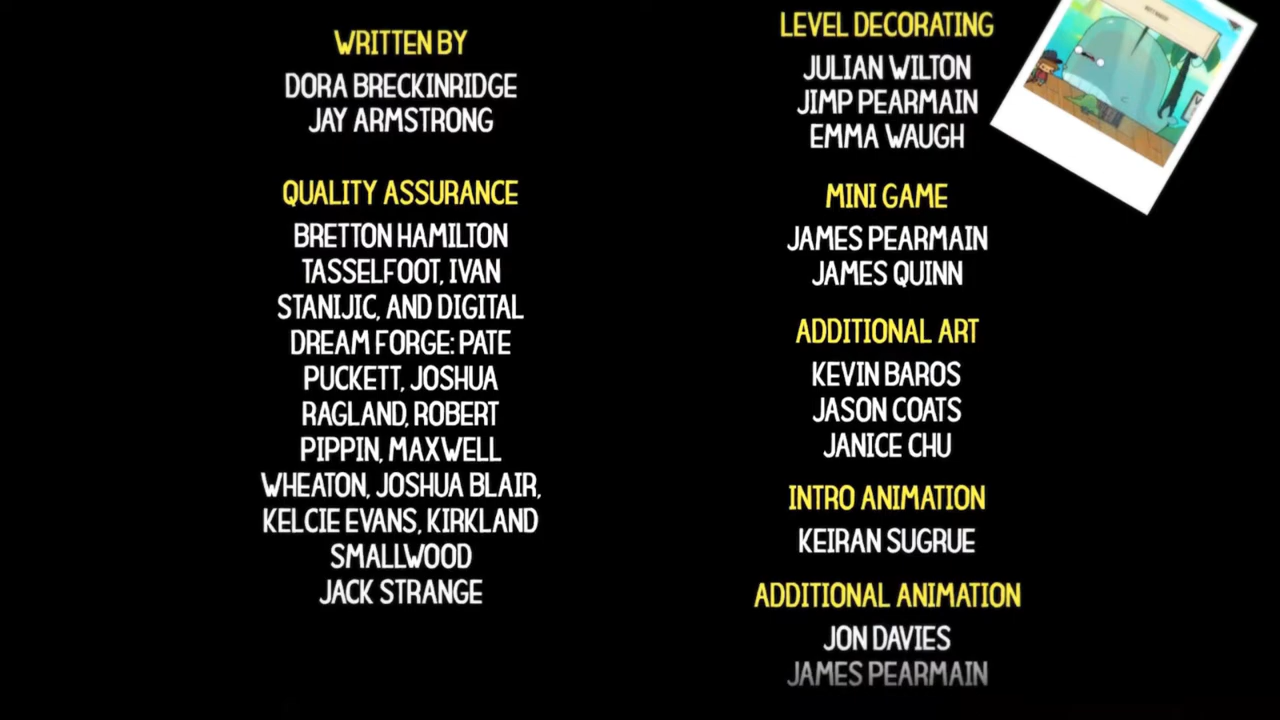 WRITTEN BY
DORA BRECKINRIDGE
JAY ARMSTRONG
QUALITY ASSURANCE
BRETTON HAMILTON
TASSELFOOT, IVAN
STANIJIC, AND DIGITAL
DREAM FORGE: PATE
PUCKETT, JOSHUA
RAGLAND, ROBERT
PIPPIN, MAXWELL
WHEATON, JOSHUA BLAIR,
KELCIE EVANS, KIRKLAND
SMALLWOOD
JACK STRANGE
LEVEL DECORATING
JULIAN WILTON
JIMP PEARMAIN
EMMA WAUGH
MINI GAME
JAMES PEARMAIN
JAMES QUINN
ADDITIONAL ART
KEVIN BAROS
JASON COATS
JANICE CHU
INTRO ANIMATION
KEIRAN SUGRUE
ADDITIONAL ANIMATION
JON DAVIES
JAMES PEARMAIN